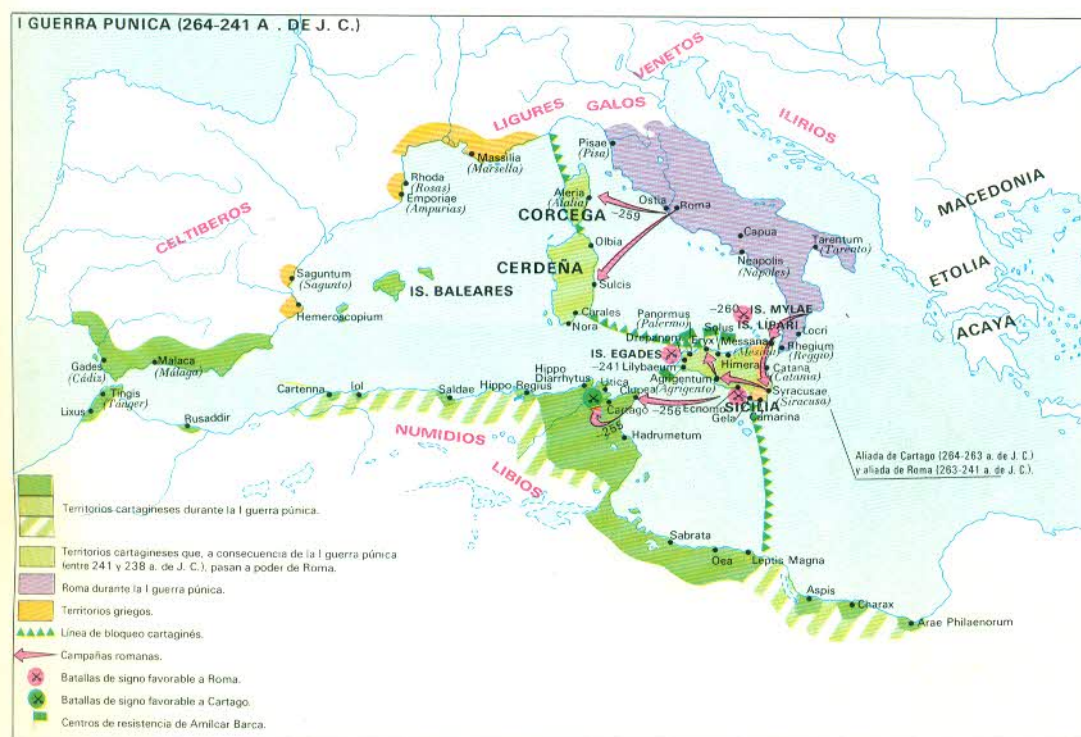 I GUERRA PUNICA (264-241 A . DE J. C.)
VENETOS
LIGURES
GALOS
ILIRIOS
Massilia
(Marsella)
Pisae
(Pisa)
Rhoda
(Rosas)
Emporiae
(Ampurias)
Aleria
(Alalia)
CORCEGA
-259
Ostia
Roma
MACEDONIA
CELTIBEROS
Capua
Tarentum
(Tarento)
Olbia
Neapolis
(Nápoles)
ETOLIA
CERDEÑA
Saguntum
(Sagunto)
IS. BALEARES
Sulcis
Hemeroscopium
Charales
Nora
Panormus
(Palermo)
-260
IS. MYLAE
IS. LÍPARI
Solus
ACAYA
Drepanum
Eryx
Messana
(Mesina)
Locri
Rhegium
(Reggio)
IS. EGADES
Himera
-241
Lilybaeum
Catana
(Catania)
Gades
(Cádiz)
Malaca
(Málaga)
Tingis
(Tánger)
Lixus
Rusaddir
Cartenna
Iol
Saldae
Hippo Regius
Hippo
Diarrhytus
Utica
Clupea
Agrigentum
(Agrigento)
Syracusae
(Siracusa)
Cartago
-256
Ecnomo
SICILIA
Gela
Camarina
-255
Hadrumetum
NUMIDIOS
LIBIOS
Aliada de Cartago (264-263 a. de J. C.)
y aliada de Roma (263-241 a. de J. C.).
Sabrata
Oea
Leptis Magna
Aspis
Charax
Arae Philaenorum
Territorios cartagineses durante la I guerra púnica.
Territorios cartagineses que, a consecuencia de la I guerra púnica
(entre 241 y 238 a. de J. C.), pasan a poder de Roma.
Roma durante la I guerra púnica.
Territorios griegos.
Línea de bloqueo cartaginés.
Campañas romanas.
Batallas de signo favorable a Roma.
Batallas de signo favorable a Cartago.
Centros de resistencia de Amílcar Barca.